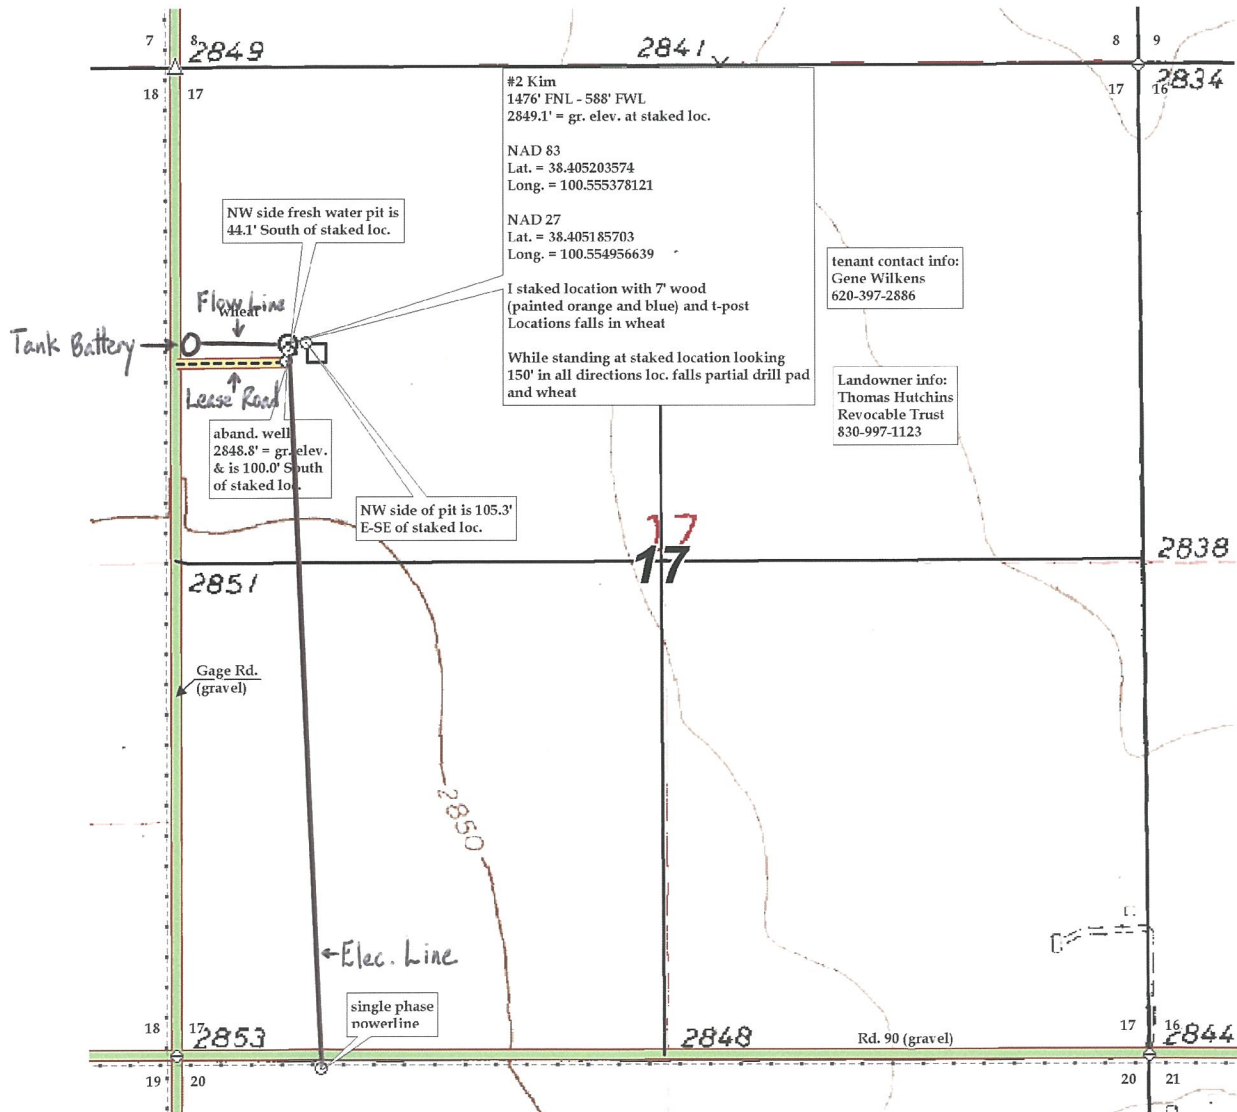 7
8
2849
2841
8
9
18
17
17
16
2834
#2 Kim
1476' FNL - 588' FWL
2849.1' = gr. elev. at staked loc.
NAD 83
Lat. = 38.405203574
Long. = 100.555378121
NAD 27
Lat. = 38.405185703
Long. = 100.554956639
I staked location with 7' wood
(painted orange and blue) and t-post
Locations falls in wheat
While standing at staked location looking
150' in all directions loc. falls partial drill pad
and wheat
NW side fresh water pit is
44.1' South of staked loc.
tenant contact info:
Gene Wilkens
620-397-2886
Flow Line
wheat
Tank Battery
Lease Road
Landowner info:
Thomas Hutchins
Revocable Trust
830-997-1123
aband. well
2848.8' = gr. elev.
& is 100.0' South
of staked loc.
NW side of pit is 105.3'
E-SE of staked loc.
17
17
2838
2851
Gage Rd.
(gravel)
2850
Elec. Line
single phase
powerline
18
17
2853
2848
Rd. 90 (gravel)
17
16
2844
19
20
20
21